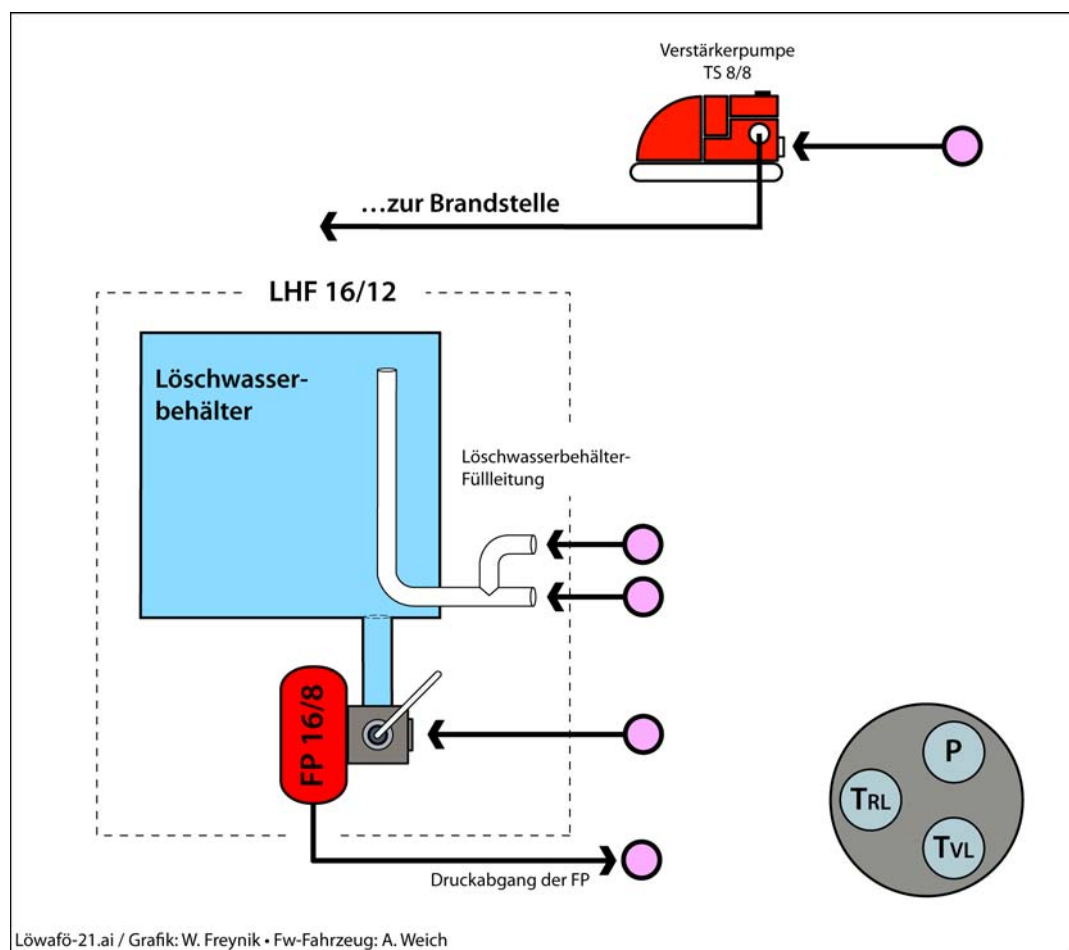 Verstärkerpumpe
TS 8/8
...zur Brandstelle
LHF 16/12
Löschwasser-
behälter
Löschwasserbehälter-
Füllleitung
FP 16/8
P
TRL
TVL
Druckabgang der FP
Löwafö-21.ai / Grafik: W. Freynik • Fw-Fahrzeug: A. Weich